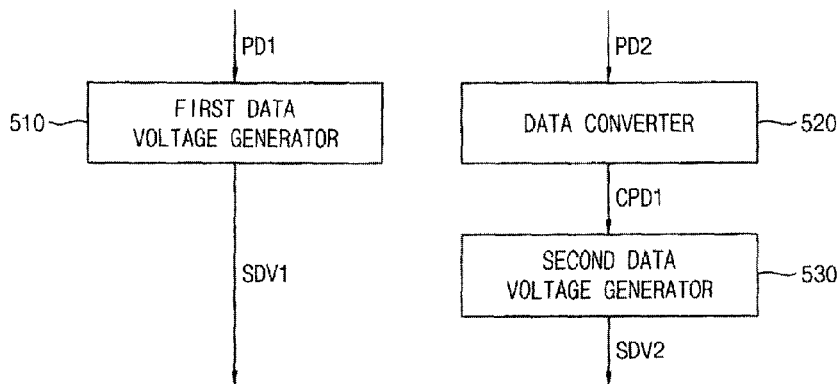 PD1
PD2
510
FIRST DATA
VOLTAGE GENERATOR
DATA CONVERTER
520
CPD1
SDV1
SECOND DATA
VOLTAGE GENERATOR
530
SDV2